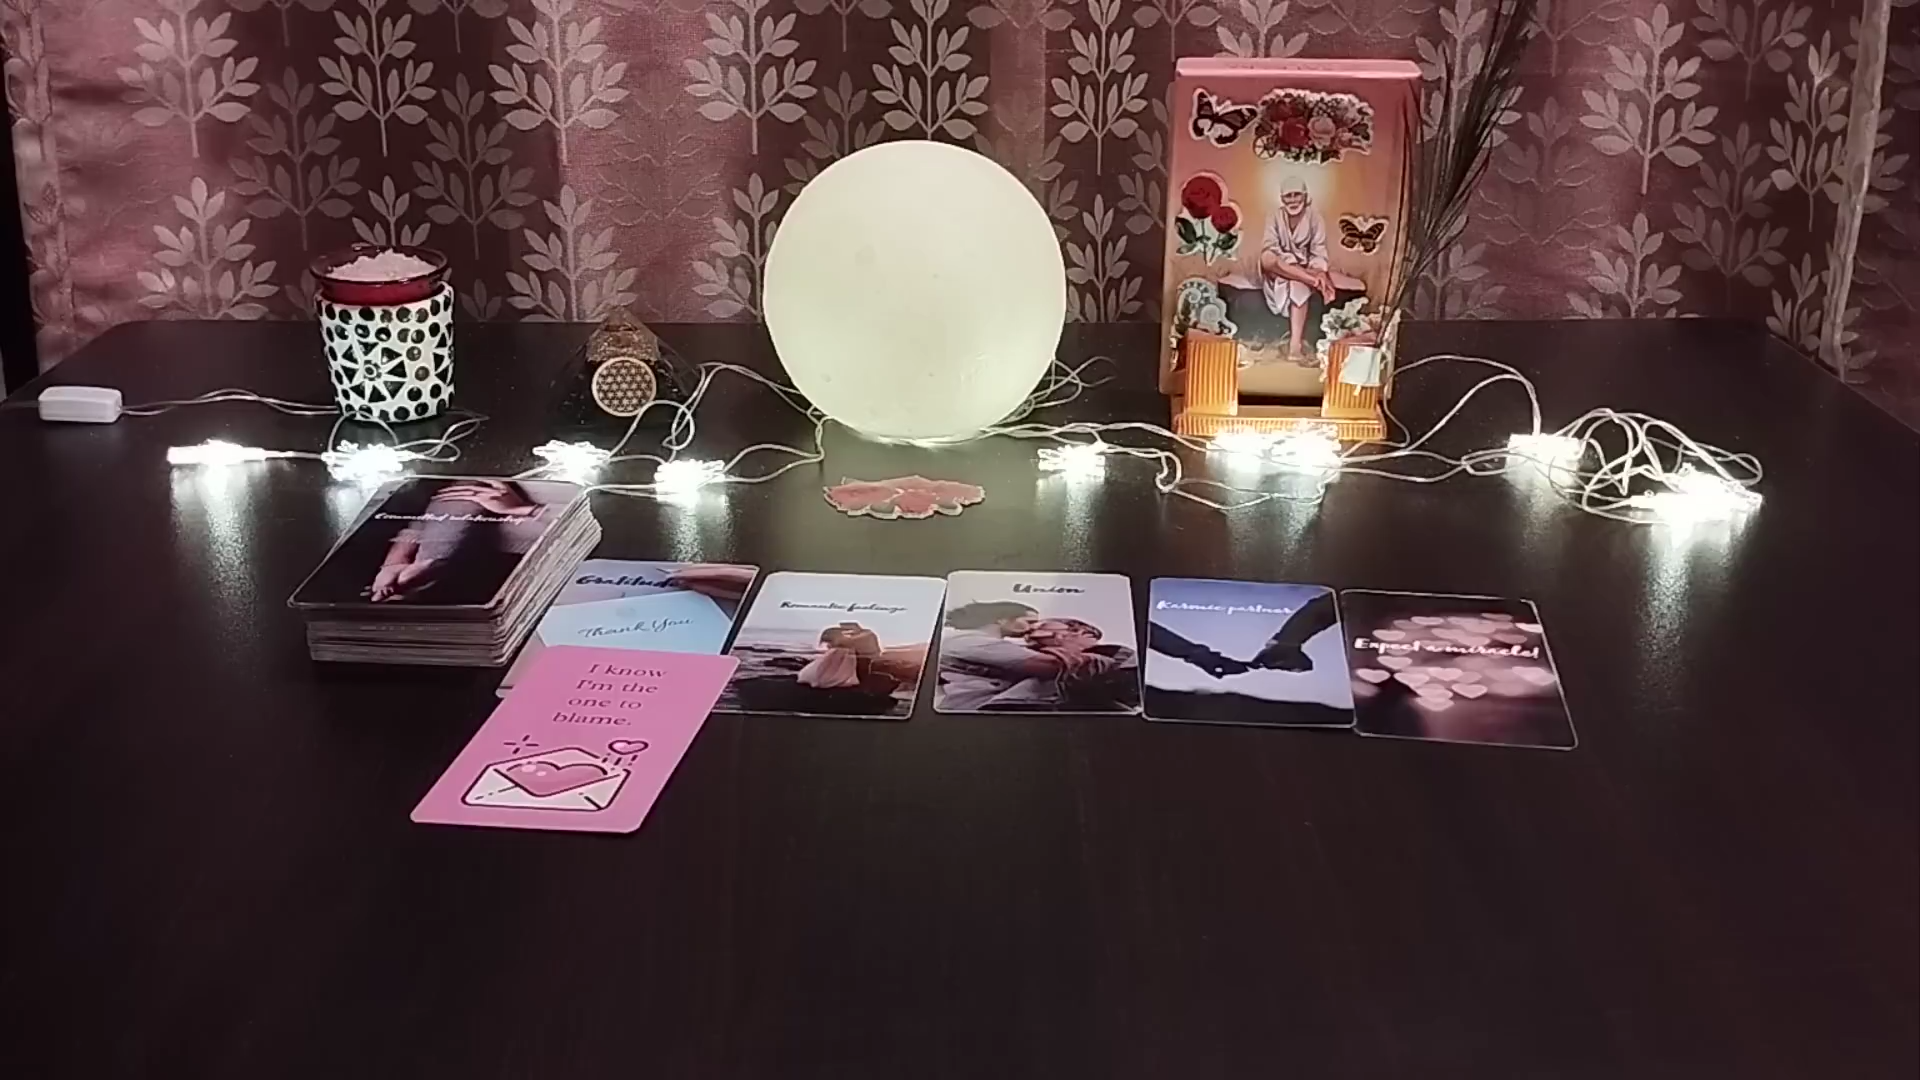 Committed relationship
Gratitude
Thank You
Romantic feelings
Union
Karmic partner
Expect a miracle!
I know
I'm the
one to
blame.